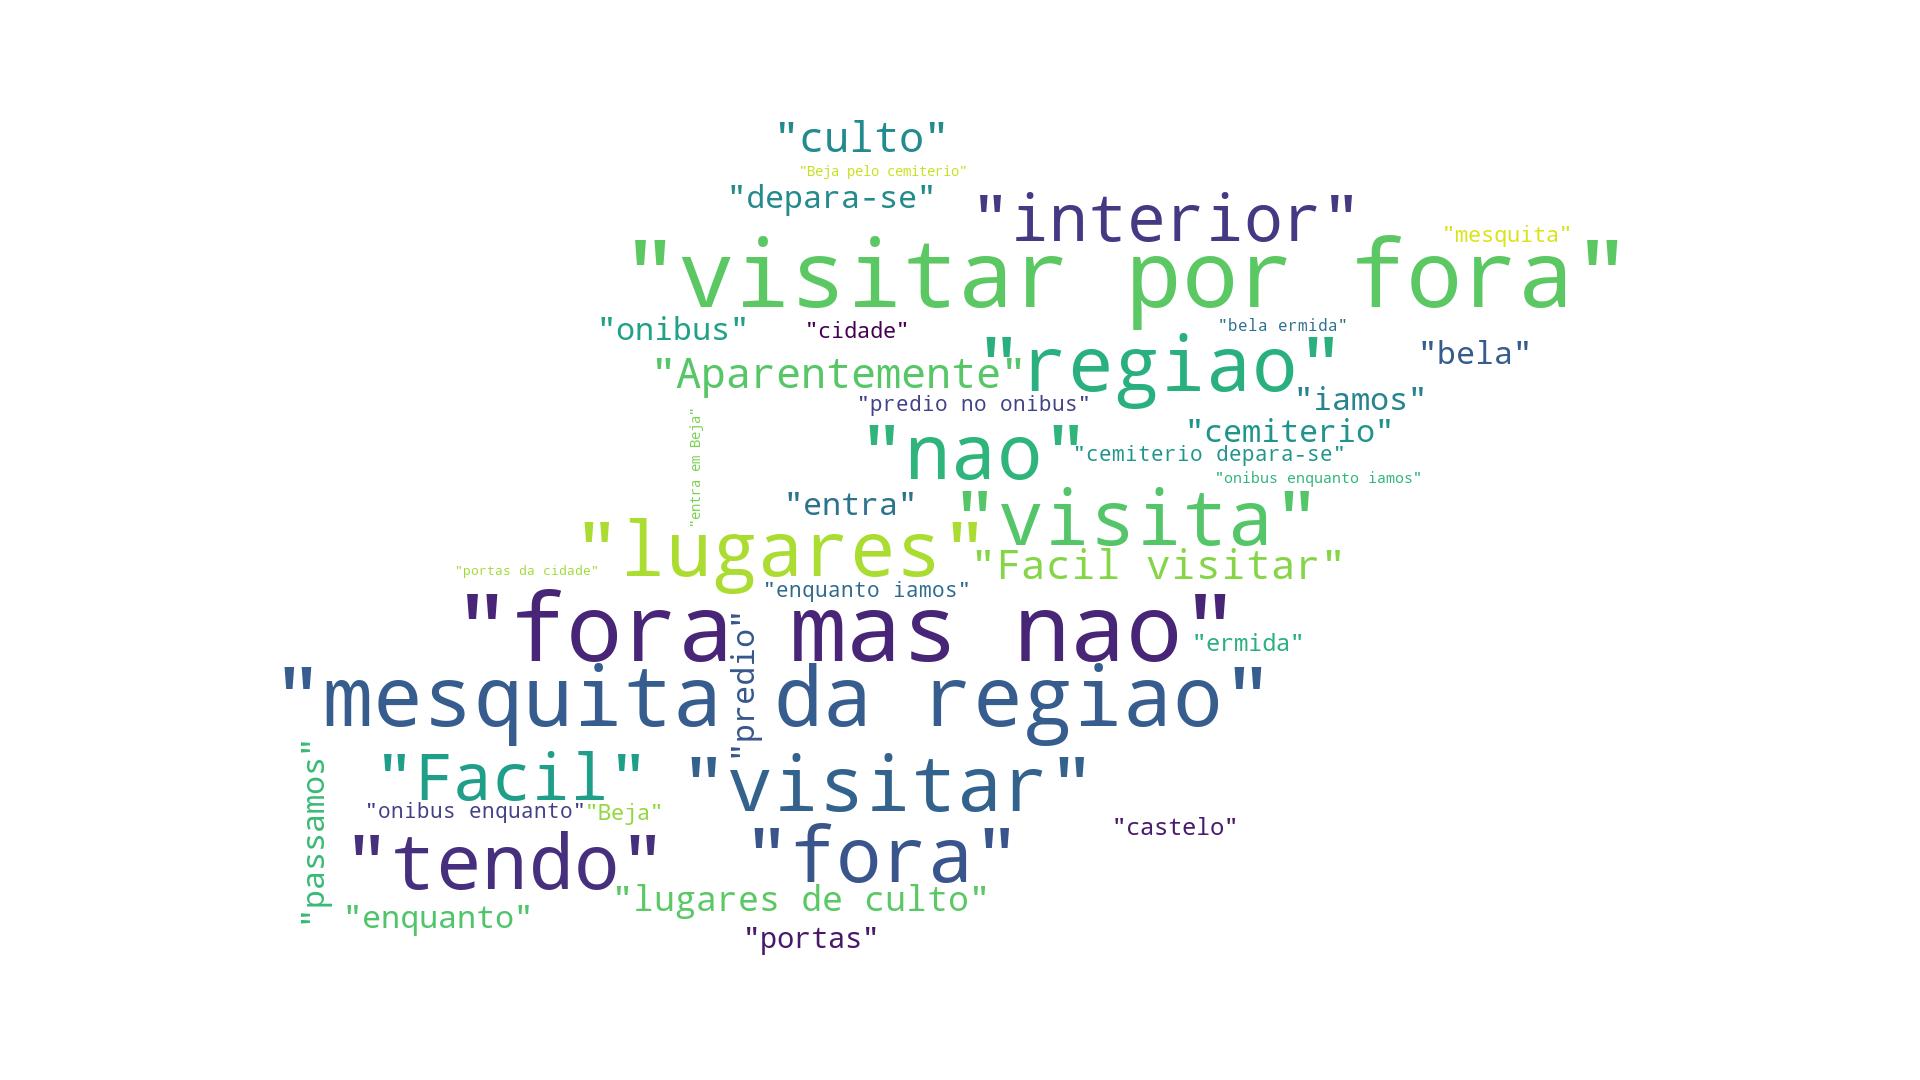 "culto"
"Beja pelo cemiterio"
"depara-se"
"interior"
"mesquita"
"visitar por fora"
"onibus"
"cidade"
"bela ermida"
"bela"
"regiao"
"Aparentemente"
"iamos"
"predio no onibus"
"cemiterio"
"nao"
"cemiterio depara-se"
"entra em Beja"
"onibus enquanto iamos"
"entra"
"visita"
"lugares"
"Facil visitar"
"portas da cidade"
"enquanto iamos"
"fora mas nao"
"ermida"
"predio"
"mesquita da regiao"
"Facil"
"visitar"
"passamos"
"onibus enquanto"
"Beja"
"castelo"
"tendo"
"fora"
"lugares de culto"
"enquanto"
"portas"